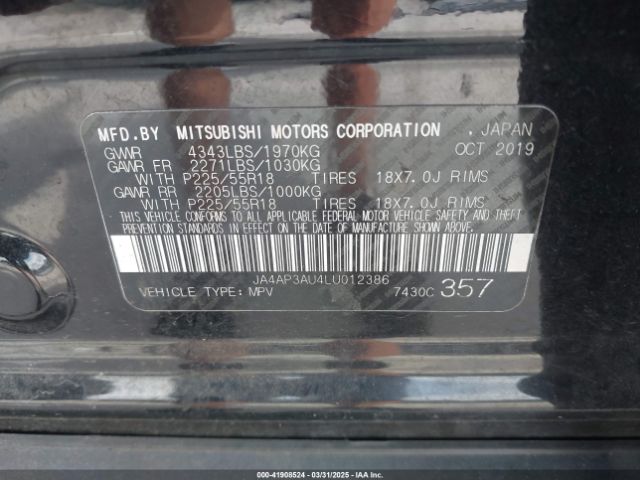 MFD.BY MITSUBISHI MOTORS CORPORATION , JAPAN
GVWR 4343LBS/1970KG OCT 2019
GAWR FR 2271LBS/1030KG
WITH P225/55R18 TIRES 18X7.0J RIMS
GAWR RR 2205LBS/1000KG
WITH P225/55R18 TIRES 18X7.0J RIMS
THIS VEHICLE CONFORMS TO ALL APPLICABLE FEDERAL MOTOR VEHICLE SAFETY AND THEFT
PREVENTION STANDARDS IN EFFECT ON THE DATE OF MANUFACTURE SHOWN ABOVE.
JA4AP3AU4LU012386
VEHICLE TYPE: MPV 7430C 357
000-41908524 - 03/31/2025 - IAAI.COM